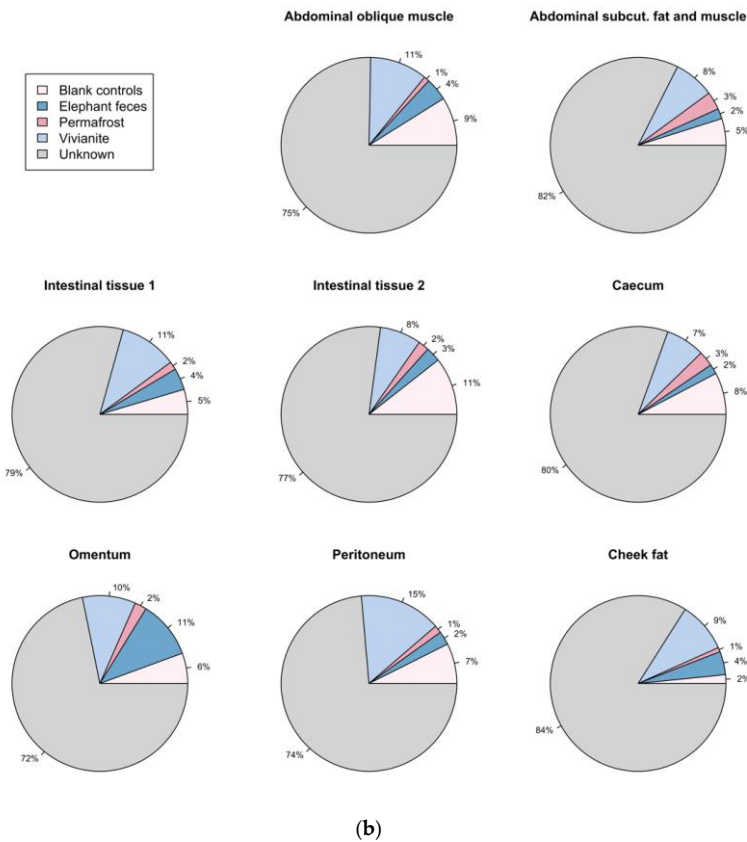 Abdominal oblique muscle
Abdominal subcut. fat and muscle
Blank controls
Elephant feces
Permafrost
Vivianite
Unknown
11%
1%
4%
9%
75%
8%
3%
2%
5%
82%
Intestinal tissue 1
Intestinal tissue 2
Caecum
11%
2%
4%
5%
79%
8%
2%
3%
11%
77%
7%
3%
2%
8%
80%
Omentum
Peritoneum
Cheek fat
10%
2%
11%
6%
72%
15%
1%
2%
7%
74%
9%
1%
4%
2%
84%
(b)